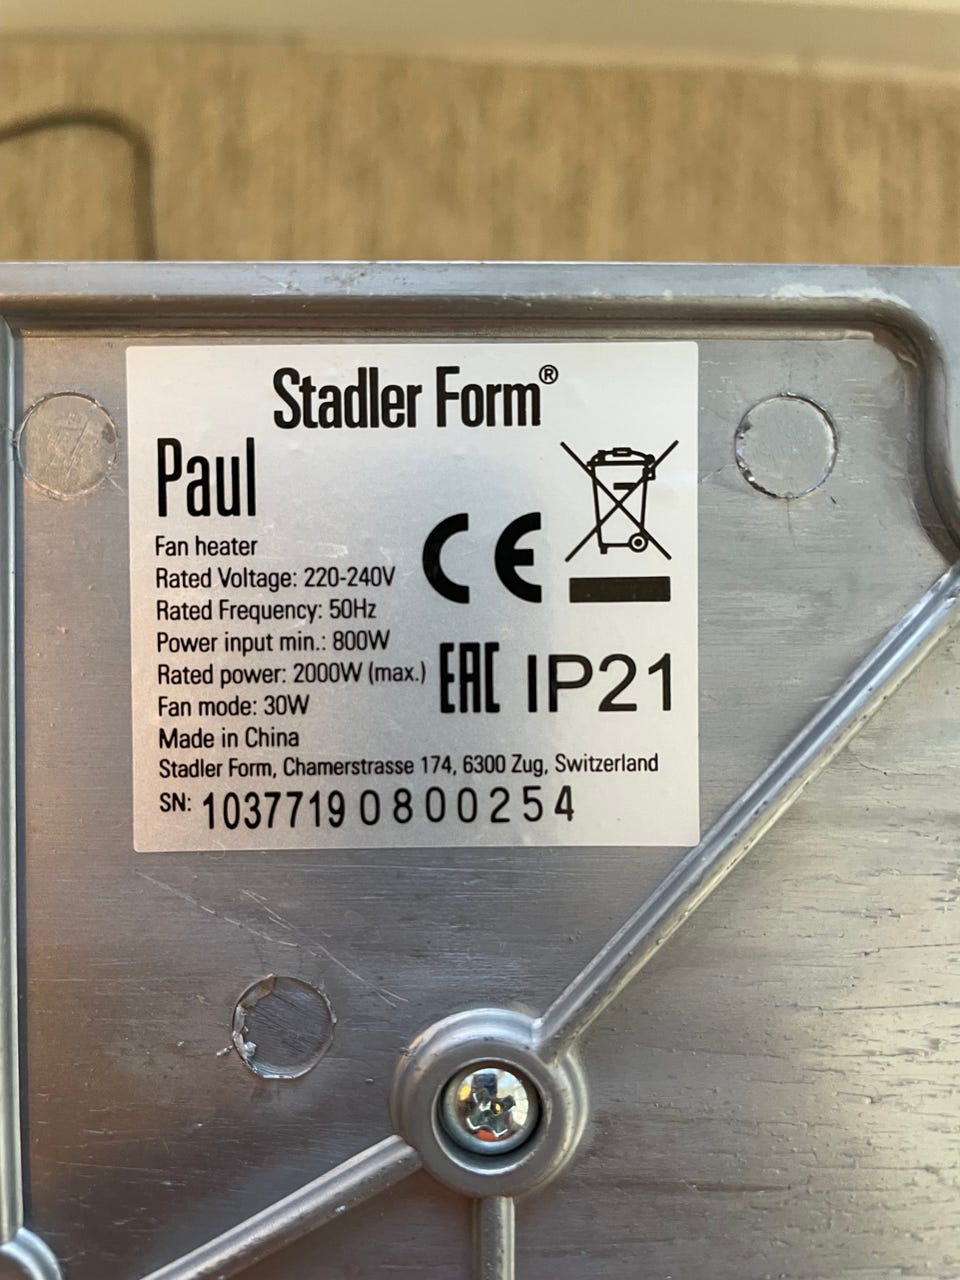 Stadler Form®
Paul
Fan heater
Rated Voltage: 220-240V
Rated Frequency: 50Hz
Power input min.: 800W
Rated power: 2000W (max.)
Fan mode: 30W
Made in China
CE
EAC IP21
Stadler Form, Chamerstrasse 174, 6300 Zug, Switzerland
SN: 1037719 0800254